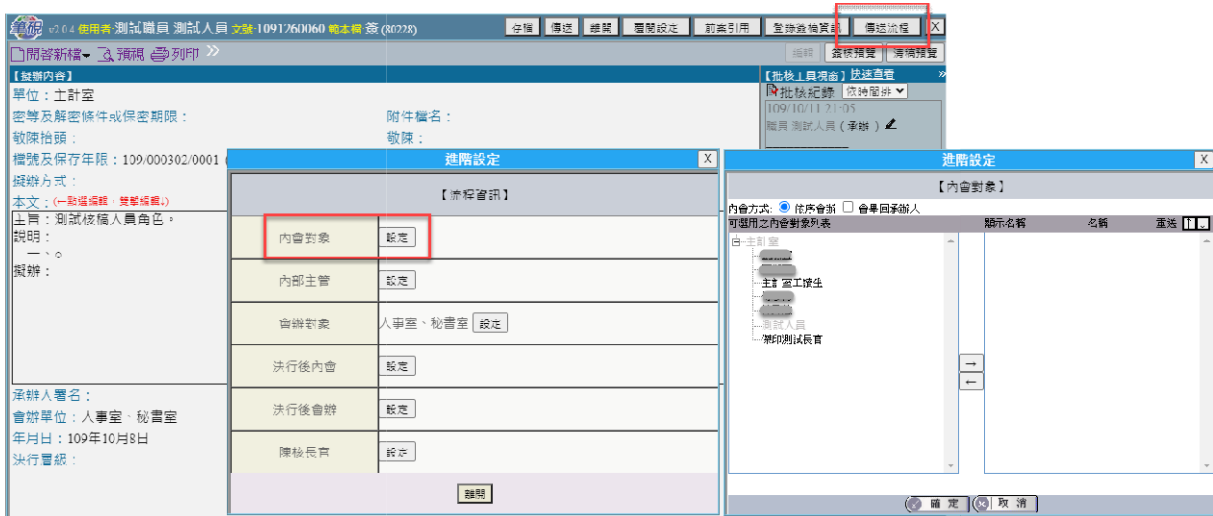 筆硯 v2.0.4 使用者:測試職員 測試人員 文號:1091260060 範本檔 簽 (80228)
存檔 傳送 離開 看關設定 前案引用 登錄簽稿資訊 傳送流程 X
開啓新檔 預視 列印 »
編輯 簽核預覽 清稿預覽
【擬辦內容】
【批核工具視窗】快速查看 »
單位：主計室
批核紀錄 依時間排
密等及解密條件或保密期限：
附件檔名：
109/10/11 21:05
職員 測試人員 ( 承辦 )
敬陳抬頭：
敬陳：
檔號及保存年限：109/000302/0001 (
擬辦方式：
本文：(一點選編輯，雙擊編輯↓)
主旨：測試核稿人員角色。
說明：
一、。
擬辦：
承辦人署名：
會辦單位：人事室、秘書室
年月日：109年10月8日
決行層級：
進階設定 X
【流程資訊】
內會對象 設定
內部主管 設定
會辦對象 人事室、秘書室 設定
決行後內會 設定
決行後會辦 設定
陳核長官 設定
離開
進階設定 X
【內會對象】
內會方式: 依序會辦 會畢回承辦人
可選用之內會對象列表 顯示名稱 名稱 重送 ↑
主計室
主計室工讀生
測試人員
架印測試長官
→
←
確定 取消